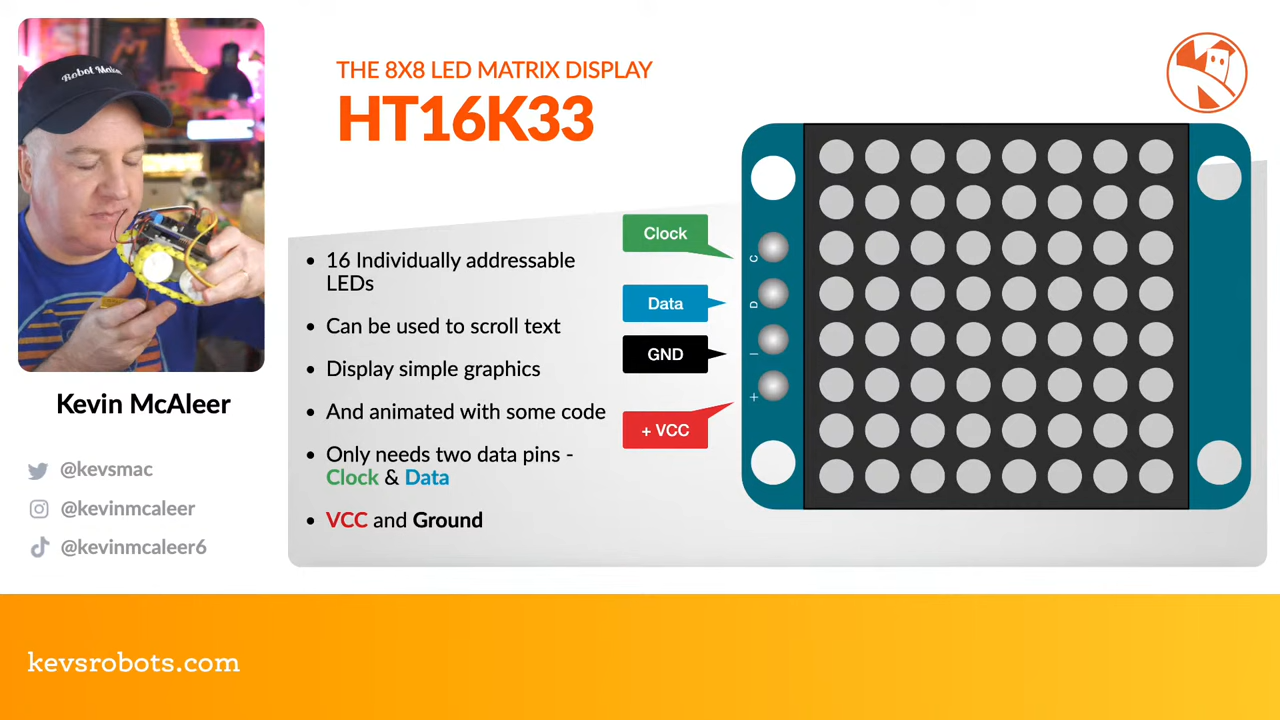 Robot Maker
Kevin McAleer
@kevsmac
@kevinmcaleer
@kevinmcaleer6
THE 8X8 LED MATRIX DISPLAY
HT16K33
• 16 Individually addressable
LEDs
• Can be used to scroll text
• Display simple graphics
• And animated with some code
• Only needs two data pins -
Clock & Data
• VCC and Ground
Clock
Data
GND
+ VCC
C
D
–
+
kevsrobots.com